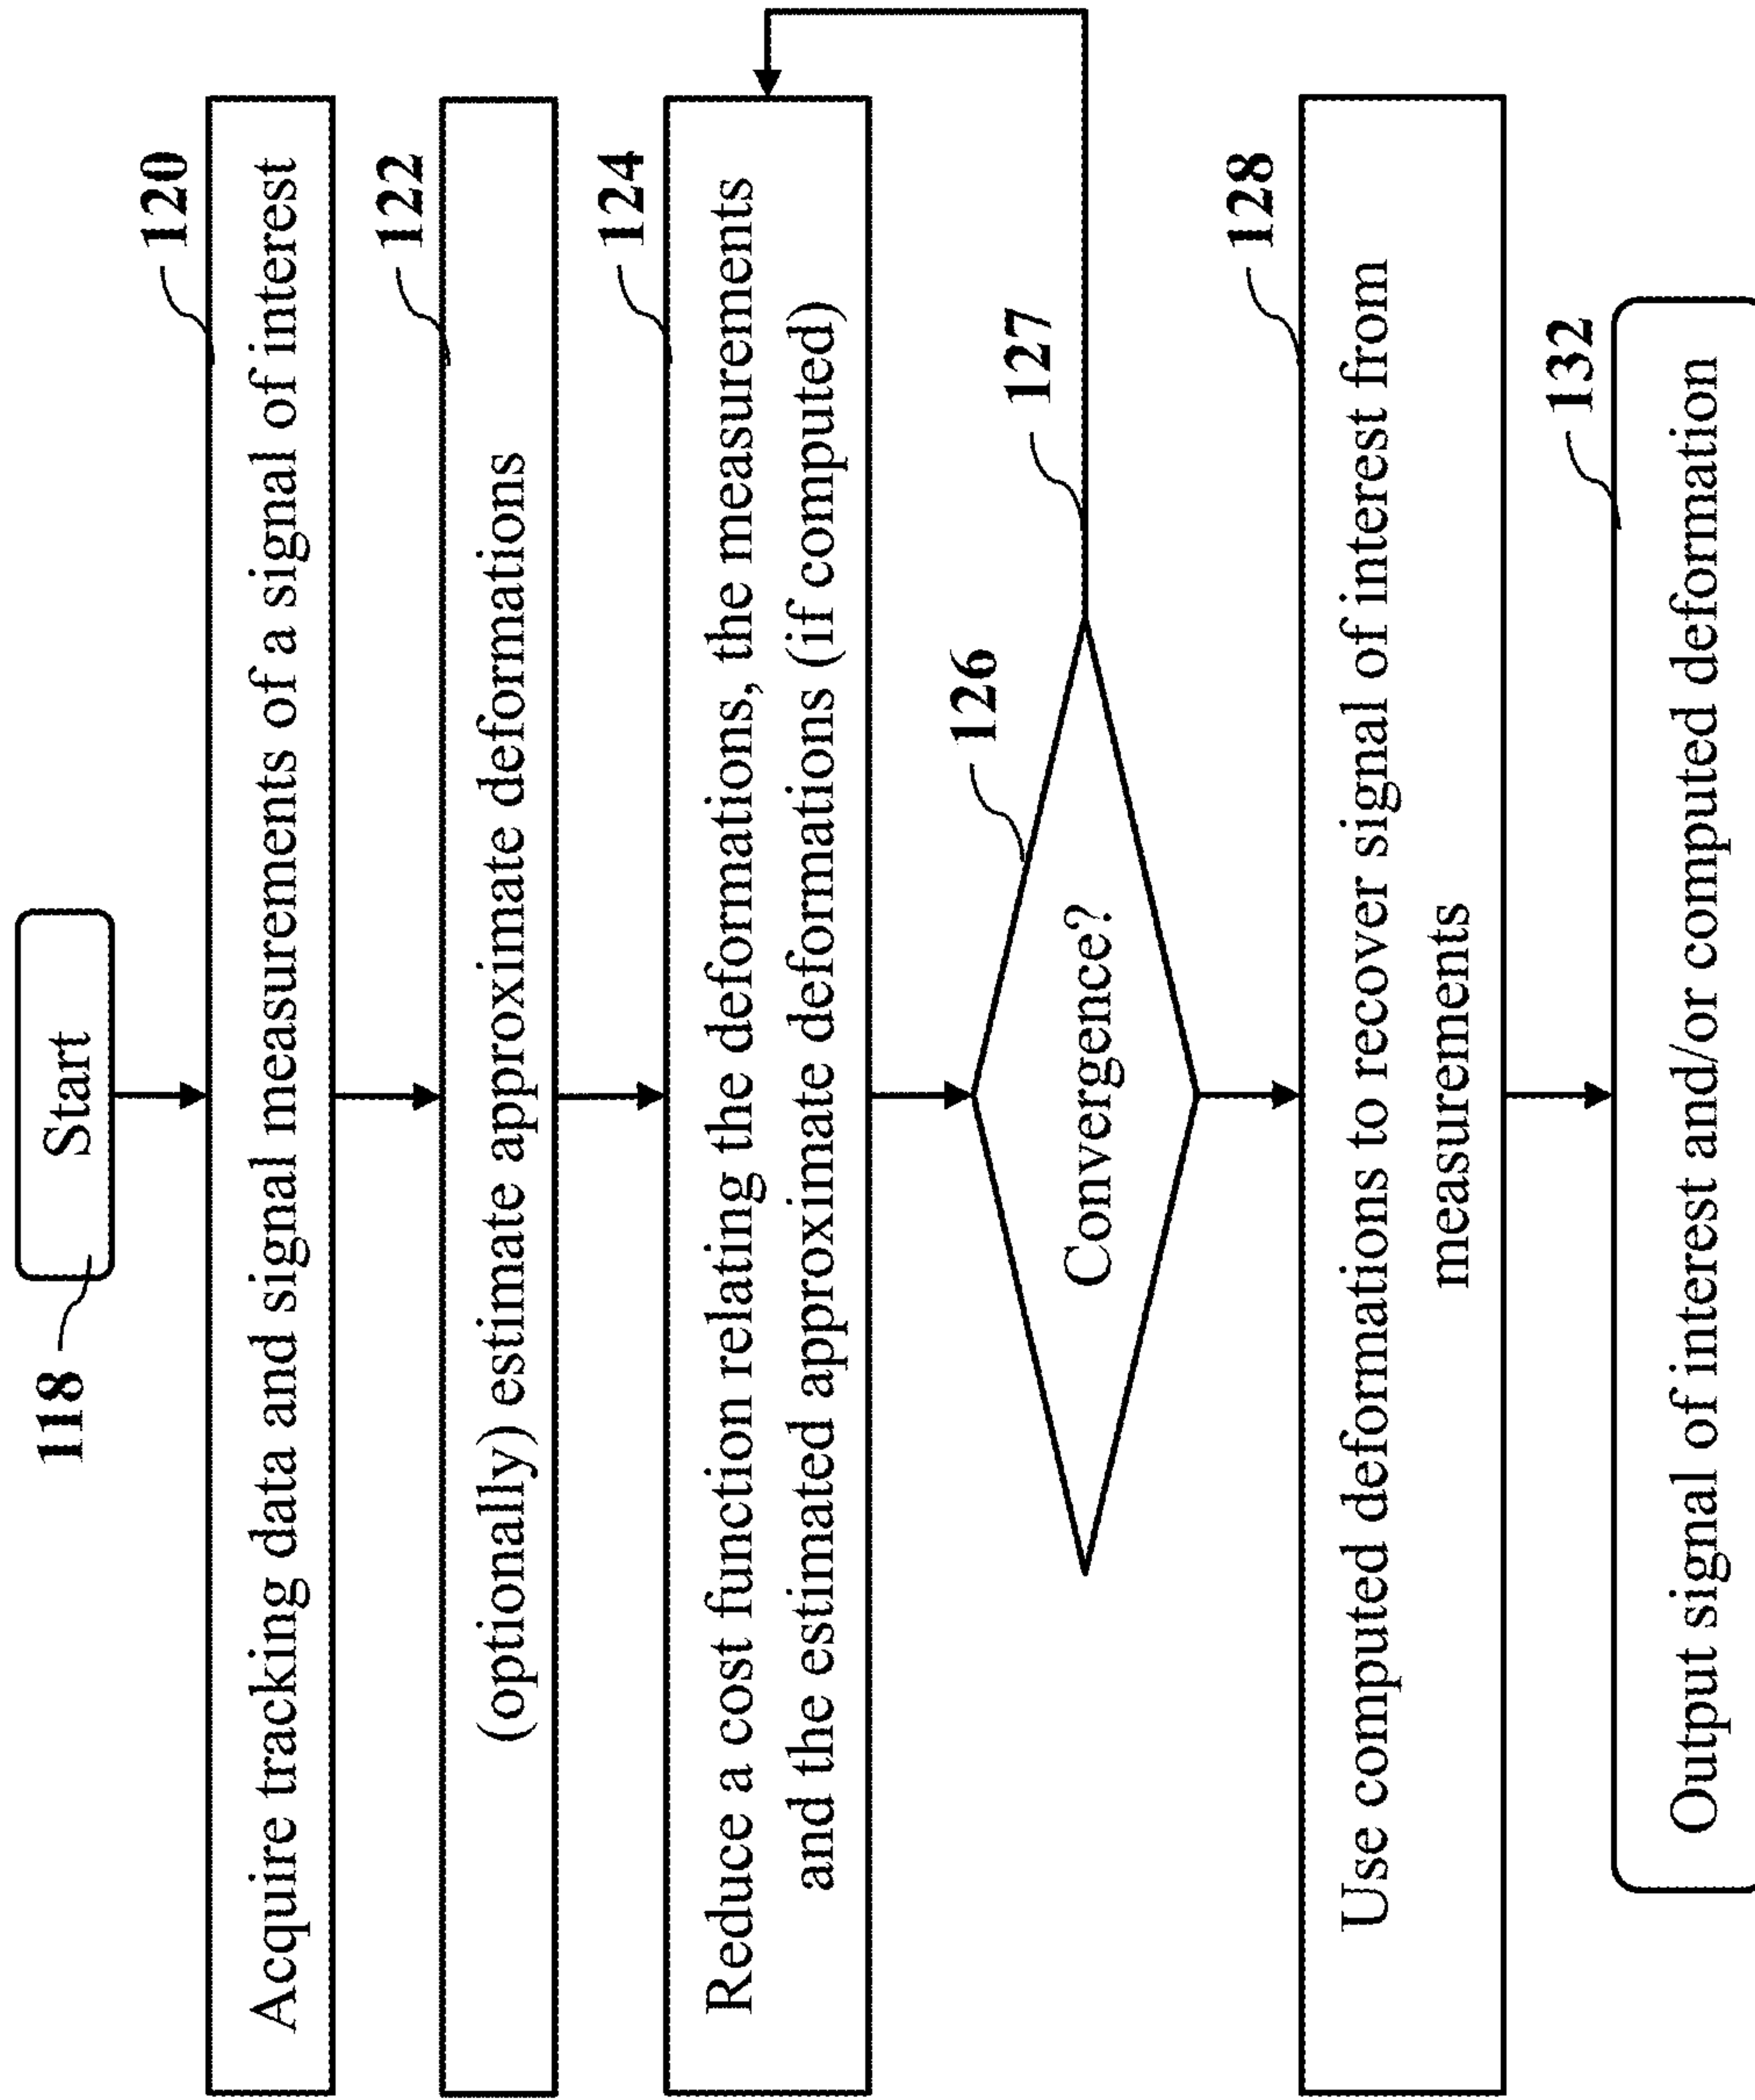 118
Start
120
Acquire tracking data and signal measurements of a signal of interest
122
(optionally) estimate approximate deformations
124
Reduce a cost function relating the deformations, the measurements
and the estimated approximate deformations (if computed)
126
Convergence?
127
128
Use computed deformations to recover signal of interest from
measurements
132
Output signal of interest and/or computed deformation